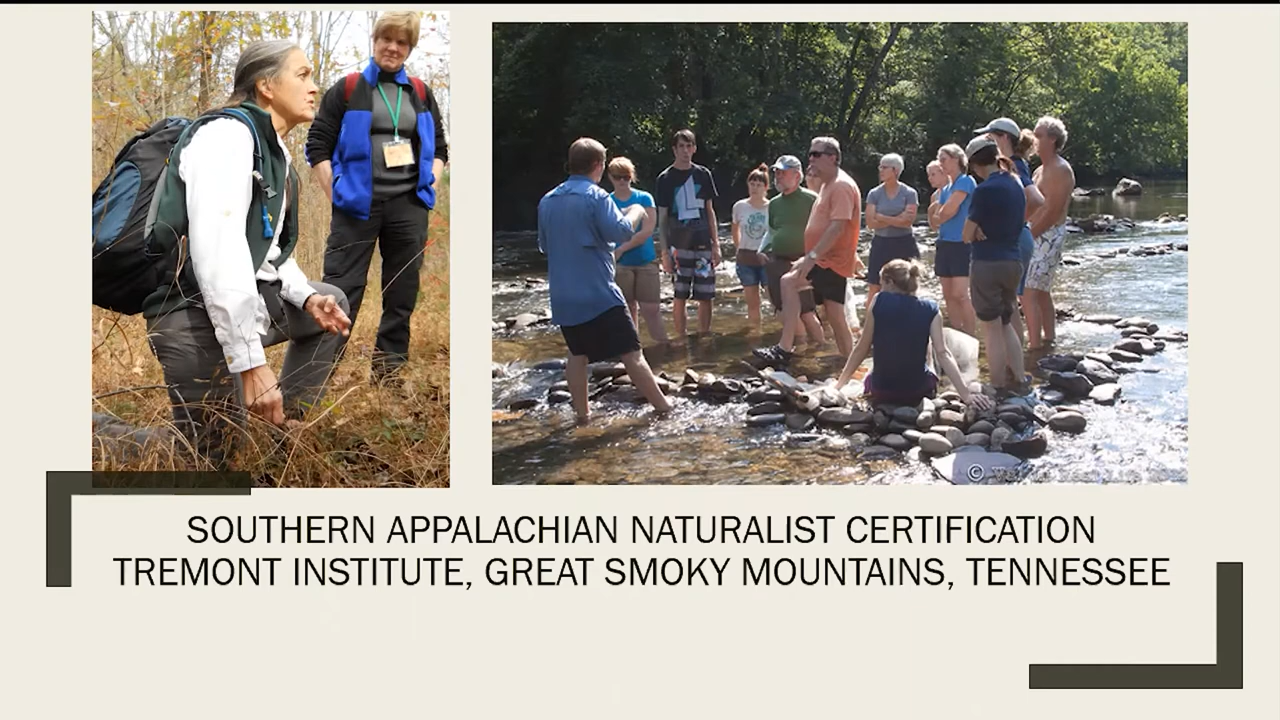 ©
SOUTHERN APPALACHIAN NATURALIST CERTIFICATION
TREMONT INSTITUTE, GREAT SMOKY MOUNTAINS, TENNESSEE